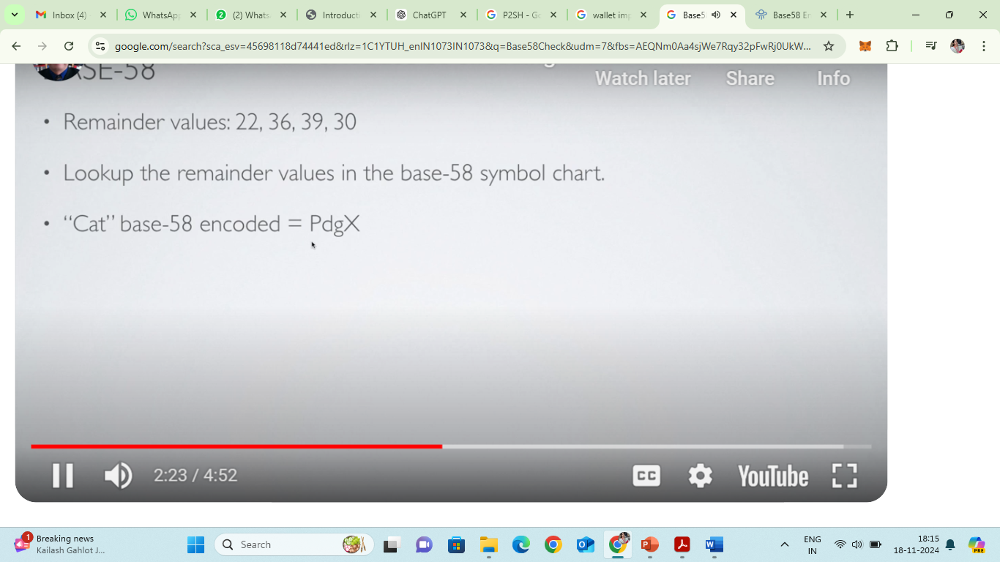 Inbox (4)
WhatsApp
2
(2) Whats
Introducti
ChatGPT
P2SH - Go
wallet imp
Base5
Base58 En
google.com/search?sca_esv=45698118d74441ed&rlz=1C1YTUH_enIN1073IN1073&q=Base58Check&udm=7&fbs=AEQNm0Aa4sjWe7Rqy32pFwRj0UkW...
SE-58
Watch later
Share
Info
• Remainder values: 22, 36, 39, 30
• Lookup the remainder values in the base-58 symbol chart.
• “Cat” base-58 encoded = PdgX
2:23 / 4:52
CC
YouTube
1
Breaking news
Kailash Gahlot J...
Search
ENG
IN
18:15
18-11-2024
PRE